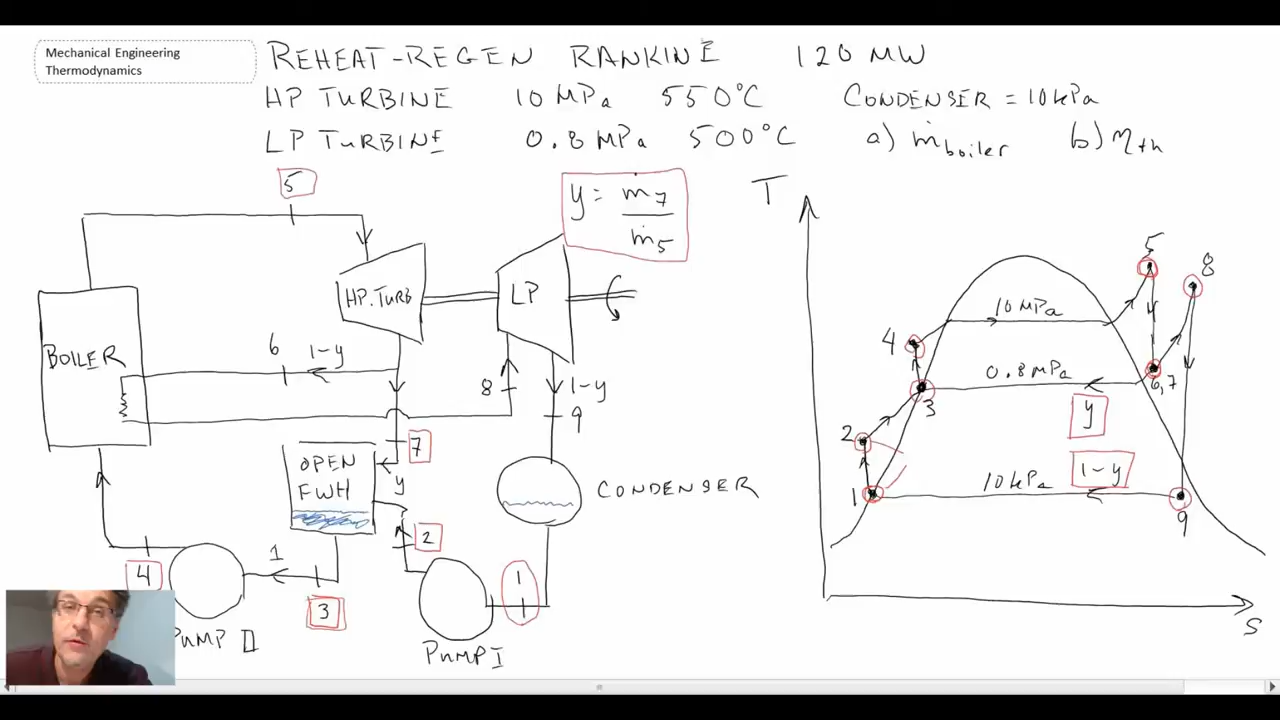 Mechanical Engineering
Thermodynamics
REHEAT-REGEN RANKINE 120 MW
HP TURBINE 10 MPa 550°C CONDENSER = 10kPa
LP TURBINE 0.8 MPa 500°C a) ṁboiler b) ηth
5
y = ṁ7 / ṁ5
T
HP. TURB
LP
BOILER
6
1-y
8
1-y
9
7
OPEN
FWH
y
CONDENSER
2
4
1
3
1
PUMP II
PUMP I
5
8
10 MPa
4
0.8 MPa
6,7
3
y
2
1-y
10 kPa
1
9
S